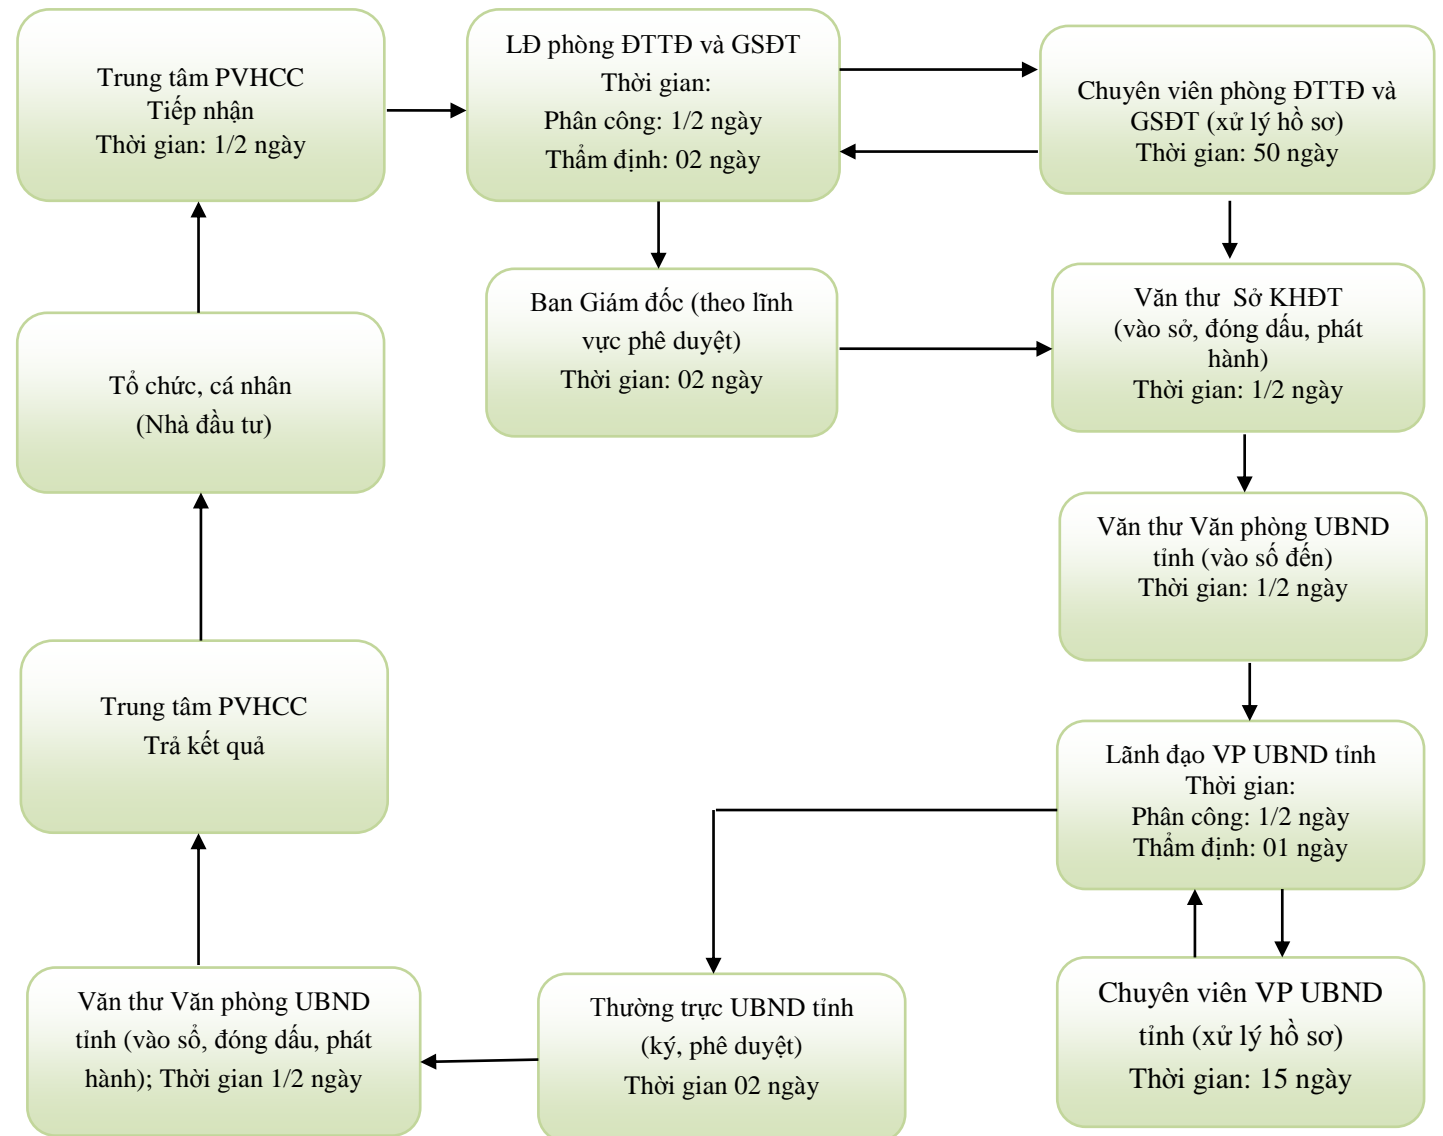 Trung tâm PVHCC
Tiếp nhận
Thời gian: 1/2 ngày
LĐ phòng ĐTTĐ và GSĐT
Thời gian:
Phân công: 1/2 ngày
Thẩm định: 02 ngày
Chuyên viên phòng ĐTTĐ và
GSĐT (xử lý hồ sơ)
Thời gian: 50 ngày
Ban Giám đốc (theo lĩnh
vực phê duyệt)
Thời gian: 02 ngày
Văn thư Sở KHĐT
(vào sở, đóng dấu, phát
hành)
Thời gian: 1/2 ngày
Tổ chức, cá nhân
(Nhà đầu tư)
Văn thư Văn phòng UBND
tỉnh (vào số đến)
Thời gian: 1/2 ngày
Trung tâm PVHCC
Trả kết quả
Lãnh đạo VP UBND tỉnh
Thời gian:
Phân công: 1/2 ngày
Thẩm định: 01 ngày
Văn thư Văn phòng UBND
tỉnh (vào sổ, đóng dấu, phát
hành); Thời gian 1/2 ngày
Thường trực UBND tỉnh
(ký, phê duyệt)
Thời gian 02 ngày
Chuyên viên VP UBND
tỉnh (xử lý hồ sơ)
Thời gian: 15 ngày